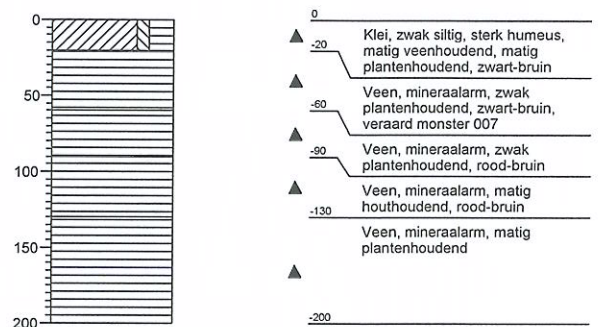 0
50
100
150
200
0
Klei, zwak siltig, sterk humeus,
matig veenhoudend, matig
plantenhoudend, zwart-bruin
-20
Veen, mineraalarm, zwak
plantenhoudend, zwart-bruin,
veraard monster 007
-60
Veen, mineraalarm, zwak
plantenhoudend, rood-bruin
-90
Veen, mineraalarm, matig
houthoudend, rood-bruin
-130
Veen, mineraalarm, matig
plantenhoudend
-200